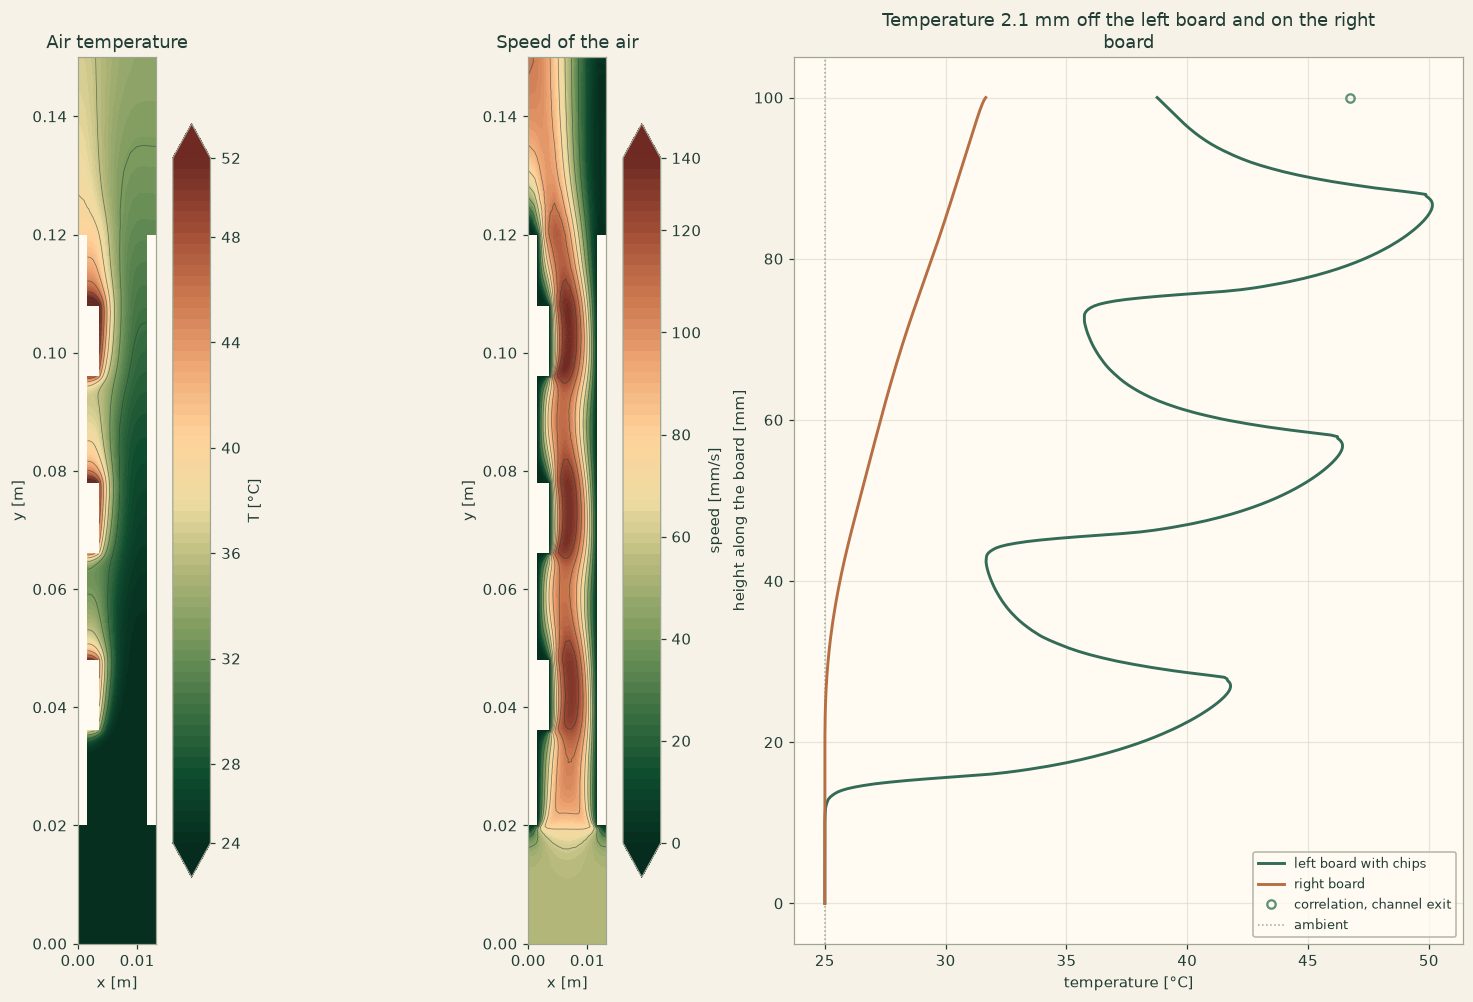 Air temperature
0.14
0.12
0.10
0.08
0.06
0.04
0.02
0.00
y [m]
0.00 0.01
x [m]
52
48
44
40
36
32
28
24
T [°C]
Speed of the air
0.14
0.12
0.10
0.08
0.06
0.04
0.02
0.00
y [m]
0.00 0.01
x [m]
140
120
100
80
60
40
20
0
speed [mm/s]
Temperature 2.1 mm off the left board and on the right
board
100
80
60
40
20
0
height along the board [mm]
25 30 35 40 45 50
temperature [°C]
left board with chips
right board
correlation, channel exit
ambient